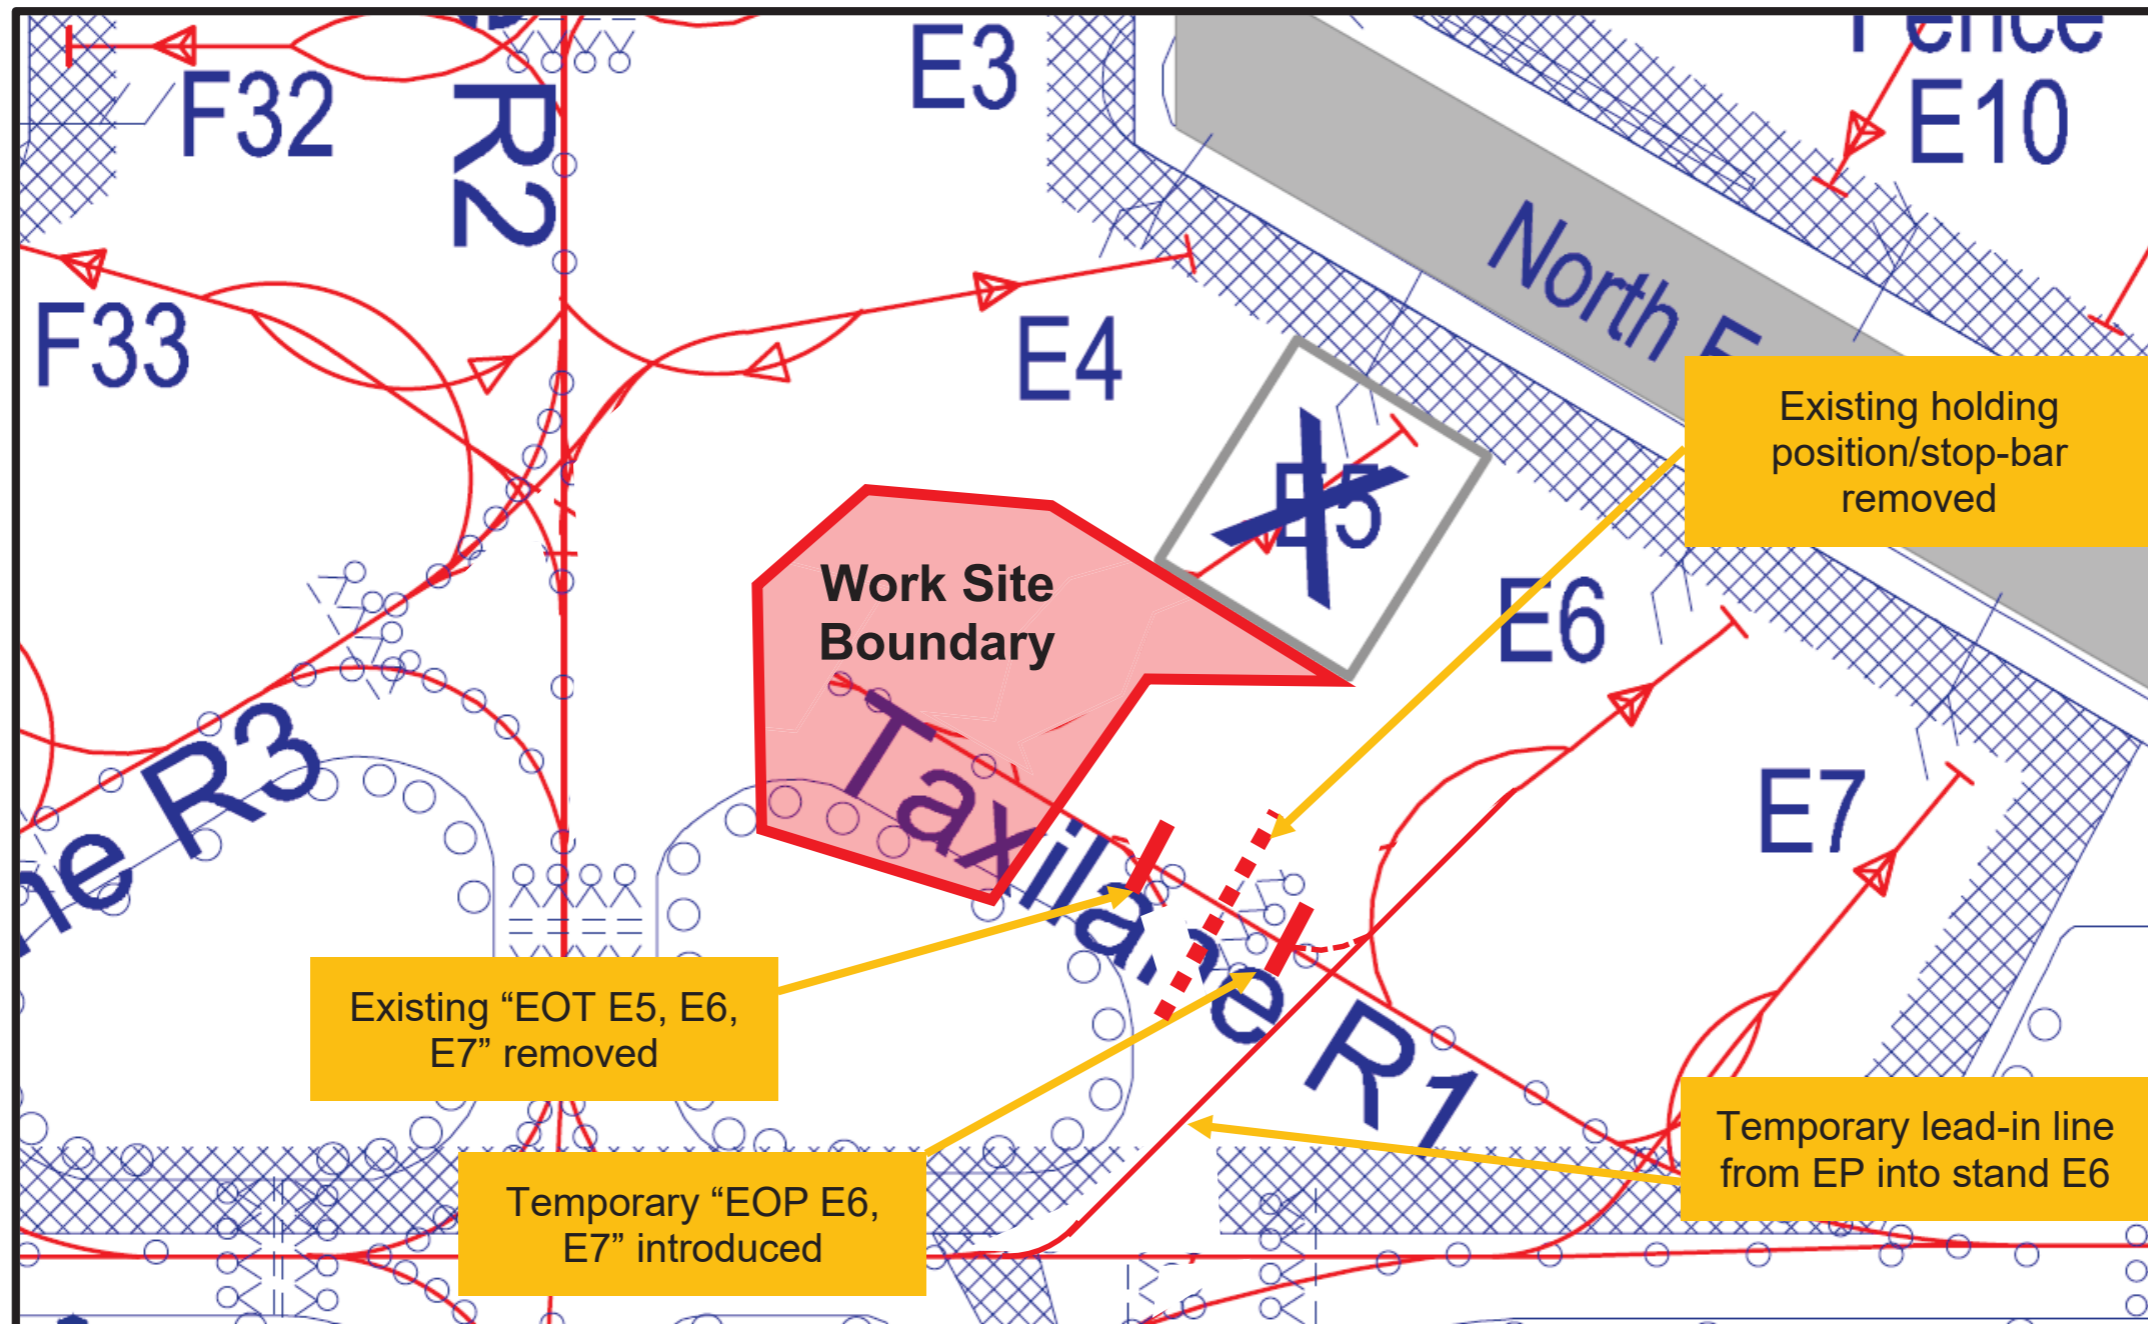 Fence
E3
F32
E10
R2
North
F33
E4
Existing holding
position/stop-bar
removed
E5
Work Site
Boundary
E6
Taxilane R1
R3
E7
Existing “EOT E5, E6,
E7” removed
Temporary lead-in line
from EP into stand E6
Temporary “EOP E6,
E7” introduced